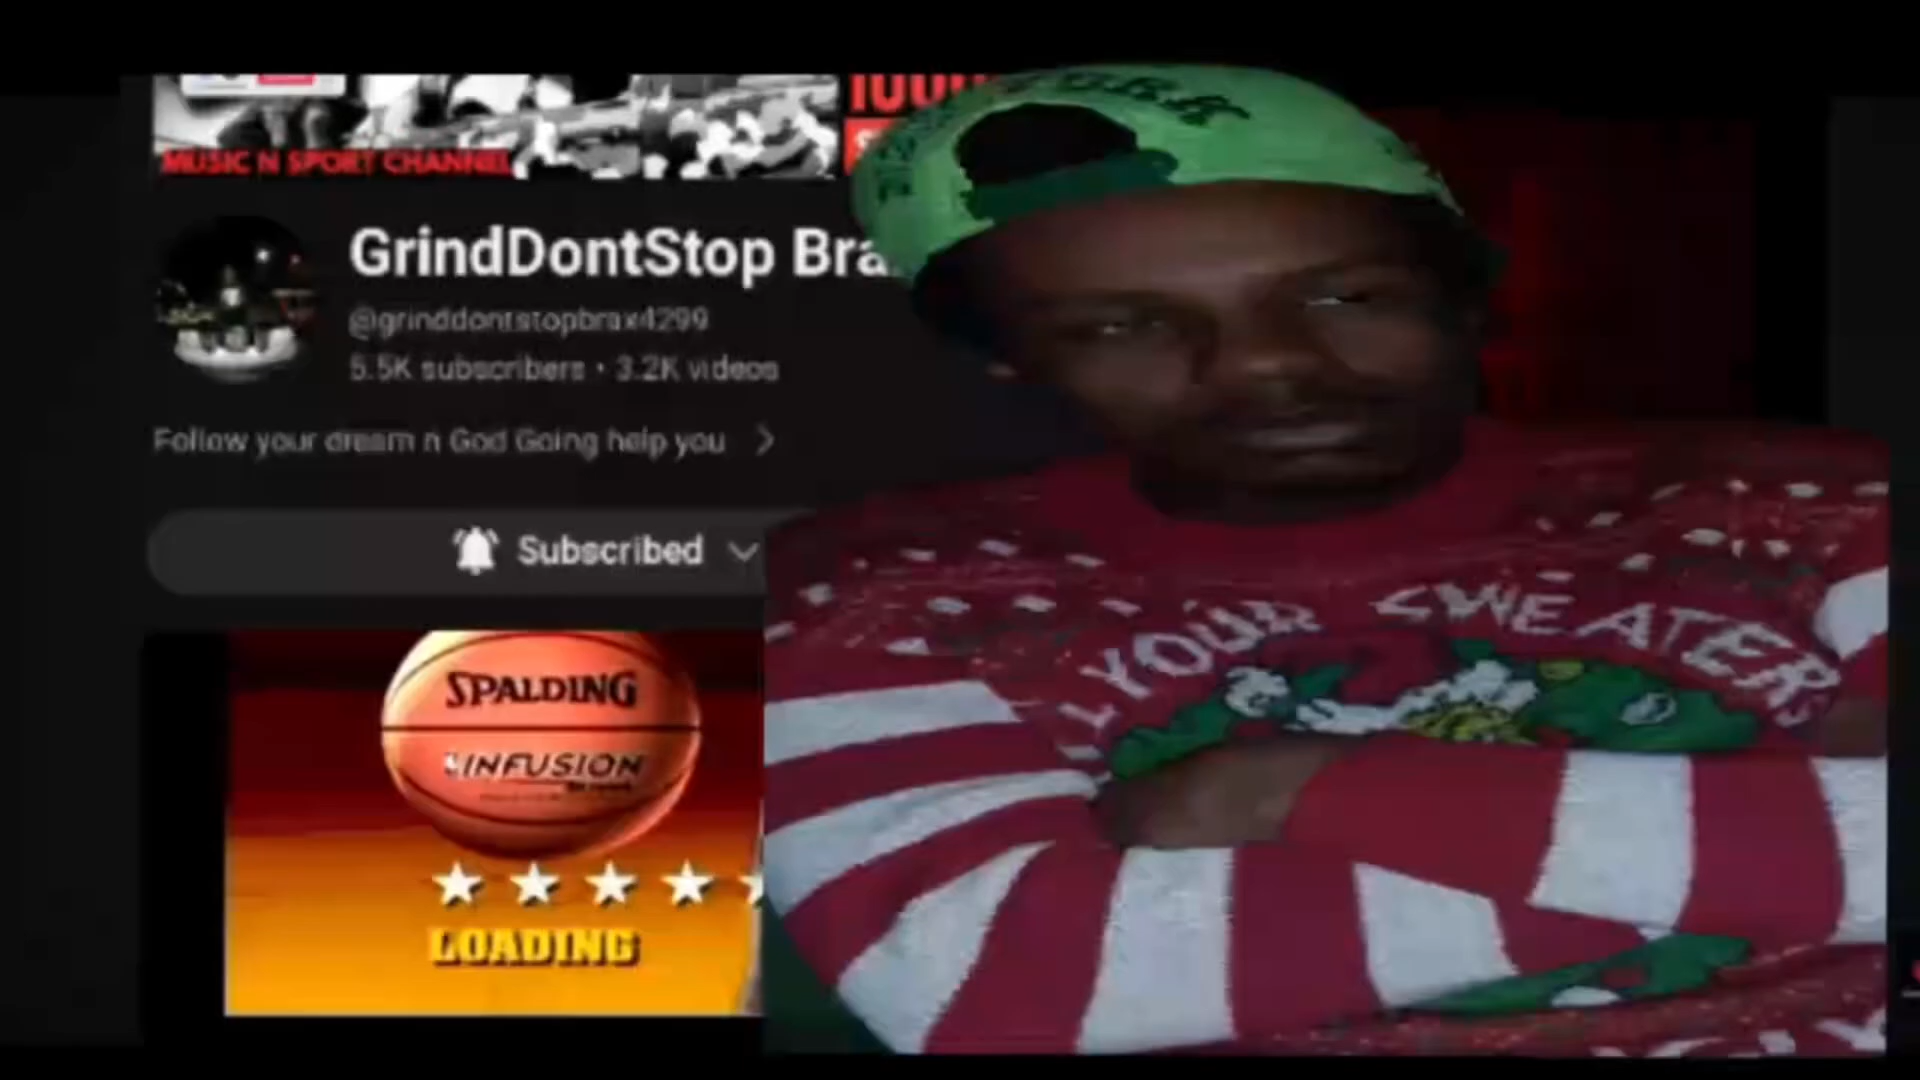 MUSIC N SPORT CHANNEL
GrindDontStop Bra
@grinddontstopbrax4299
5.5K subscribers • 3.2K videos
Follow your dream n God Going help you
Subscribed
SPALDING
INFUSION
LOADING
YOUR SWEATER